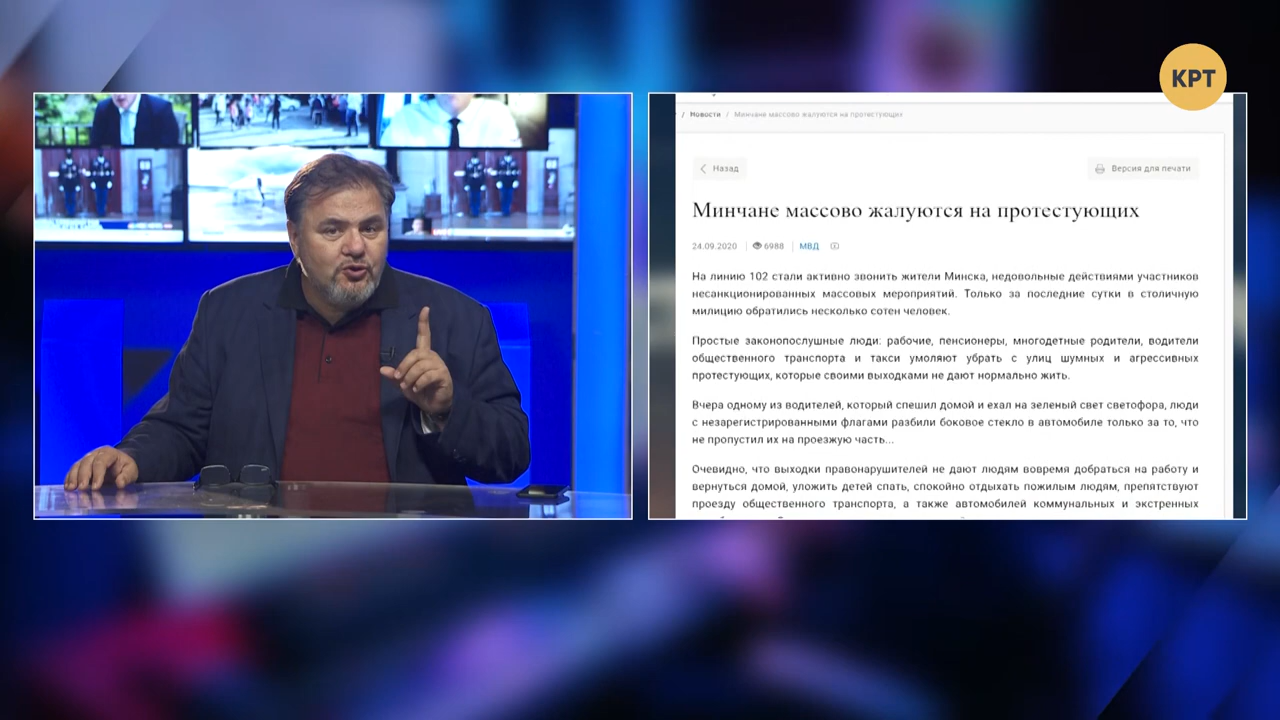 КРТ
/ Новости / Минчане массово жалуются на протестующих
Назад
Версия для печати
Минчане массово жалуются на протестующих
24.09.2020 6988 МВД
На линию 102 стали активно звонить жители Минска, недовольные действиями участников
несанкционированных массовых мероприятий. Только за последние сутки в столичную
милицию обратились несколько сотен человек.
Простые законопослушные люди: рабочие, пенсионеры, многодетные родители, водители
общественного транспорта и такси умоляют убрать с улиц шумных и агрессивных
протестующих, которые своими выходками не дают нормально жить.
Вчера одному из водителей, который спешил домой и ехал на зеленый свет светофора, люди
с незарегистрированными флагами разбили боковое стекло в автомобиле только за то, что
не пропустил их на проезжую часть...
Очевидно, что выходки правонарушителей не дают людям вовремя добраться на работу и
вернуться домой, уложить детей спать, спокойно отдыхать пожилым людям, препятствуют
проезду общественного транспорта, а также автомобилей коммунальных и экстренных